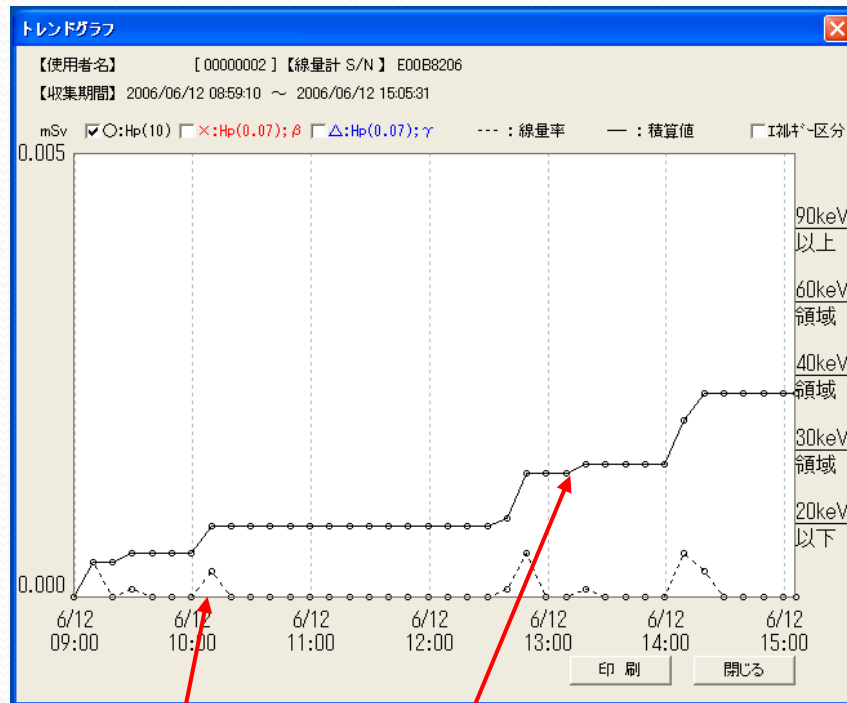 トレンドグラフ
【使用者名】 [ 00000002 ]【線量計 S/N 】 E00B8206
【収集期間】 2006/06/12 08:59:10 ～ 2006/06/12 15:05:31
mSv ○:Hp(10) ×:Hp(0.07);β △:Hp(0.07);γ --- : 線量率 ― : 積算値 ｴﾈﾙｷﾞｰ区分
0.005
90keV
以上
60keV
領域
40keV
領域
30keV
領域
20keV
以下
0.000
6/12 6/12 6/12 6/12 6/12 6/12 6/12
09:00 10:00 11:00 12:00 13:00 14:00 15:00
印 刷 閉じる